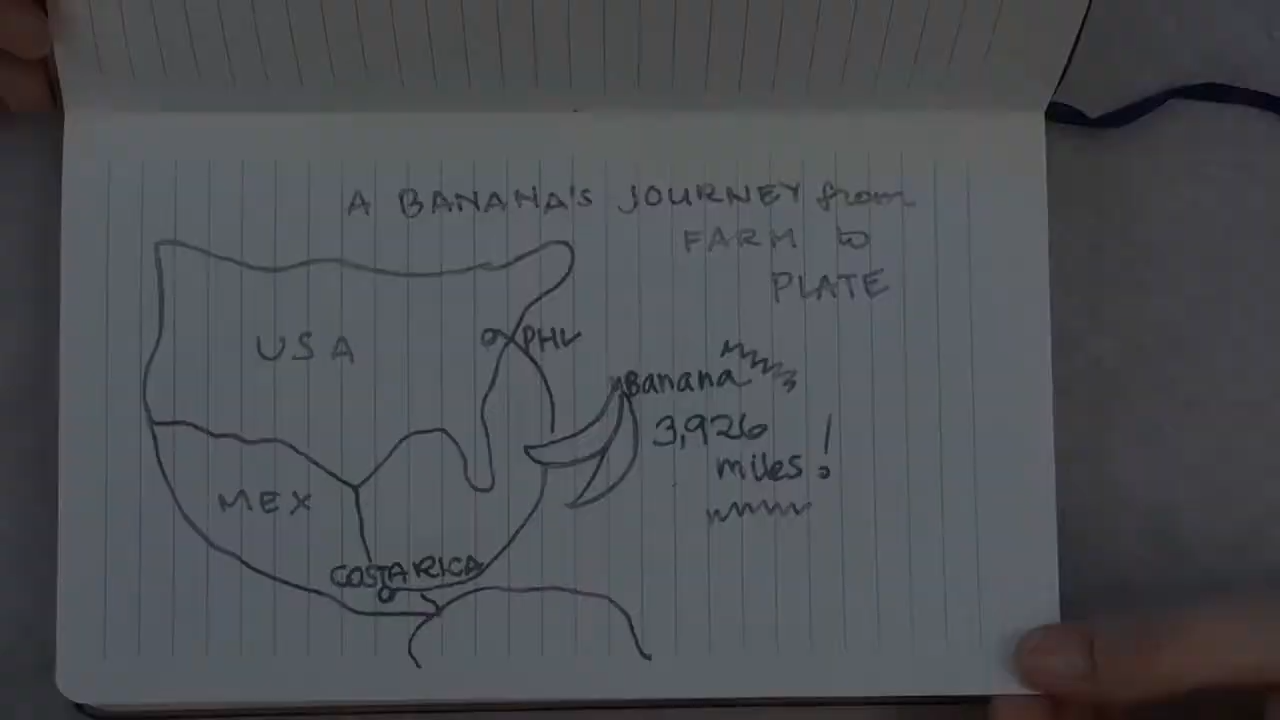 A BANANA'S JOURNEY from
FARM to
PLATE
USA
PHL
Banana
3,926
miles!
MEX
COSTA RICA